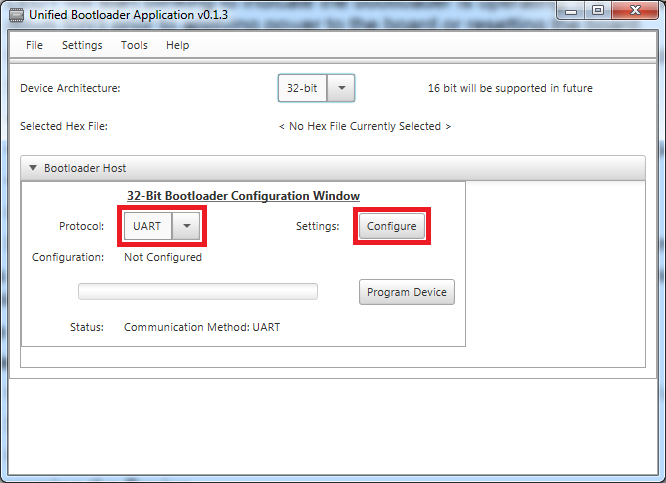 Unified Bootloader Application v0.1.3
File Settings Tools Help
Device Architecture: 32-bit 16 bit will be supported in future
Selected Hex File: < No Hex File Currently Selected >
Bootloader Host
32-Bit Bootloader Configuration Window
Protocol: UART Settings: Configure
Configuration: Not Configured
Program Device
Status: Communication Method: UART